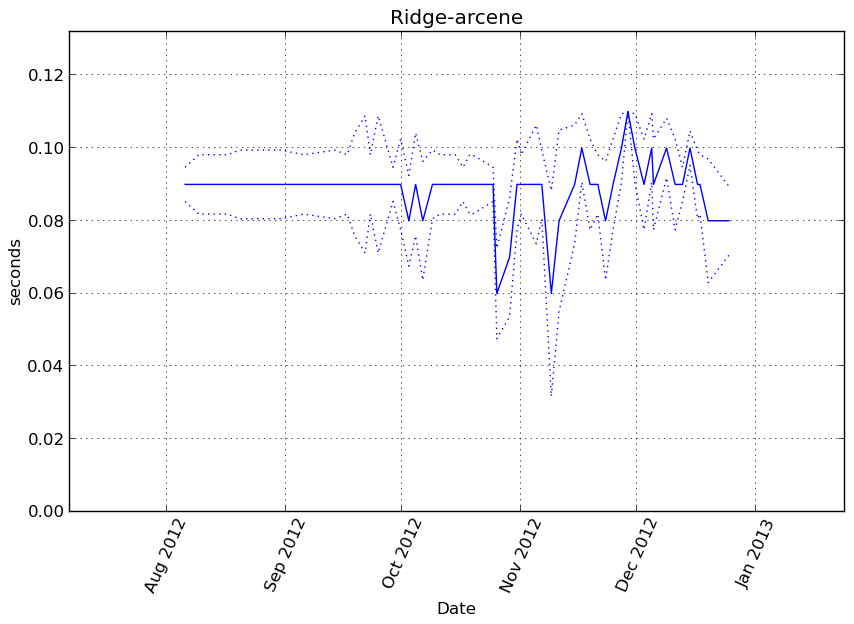 Ridge-arcene
0.12
0.10
0.08
0.06
0.04
0.02
0.00
seconds
Aug 2012
Sep 2012
Oct 2012
Nov 2012
Dec 2012
Jan 2013
Date